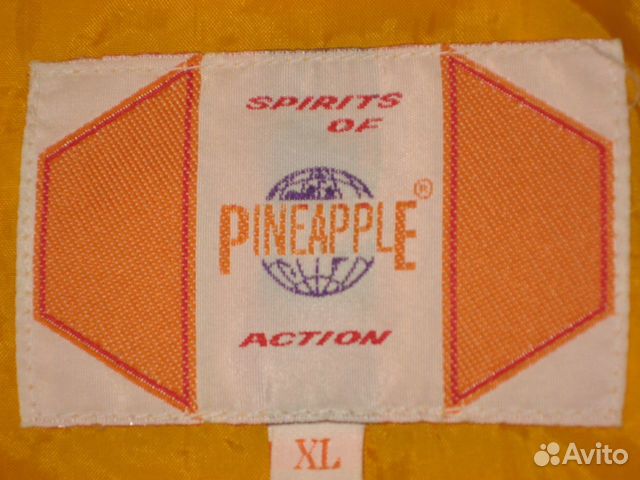 SPIRITS
OF
PINEAPPLE®
ACTION
XL
Avito